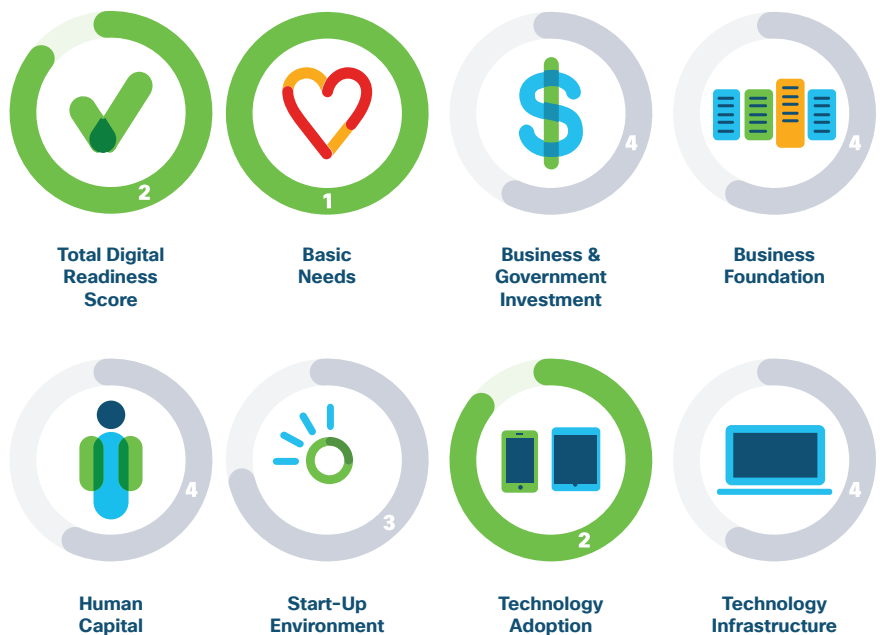 2
1
4
4
Total Digital
Readiness
Score
Basic
Needs
Business &
Government
Investment
Business
Foundation
4
3
2
4
Human
Capital
Start-Up
Environment
Technology
Adoption
Technology
Infrastructure